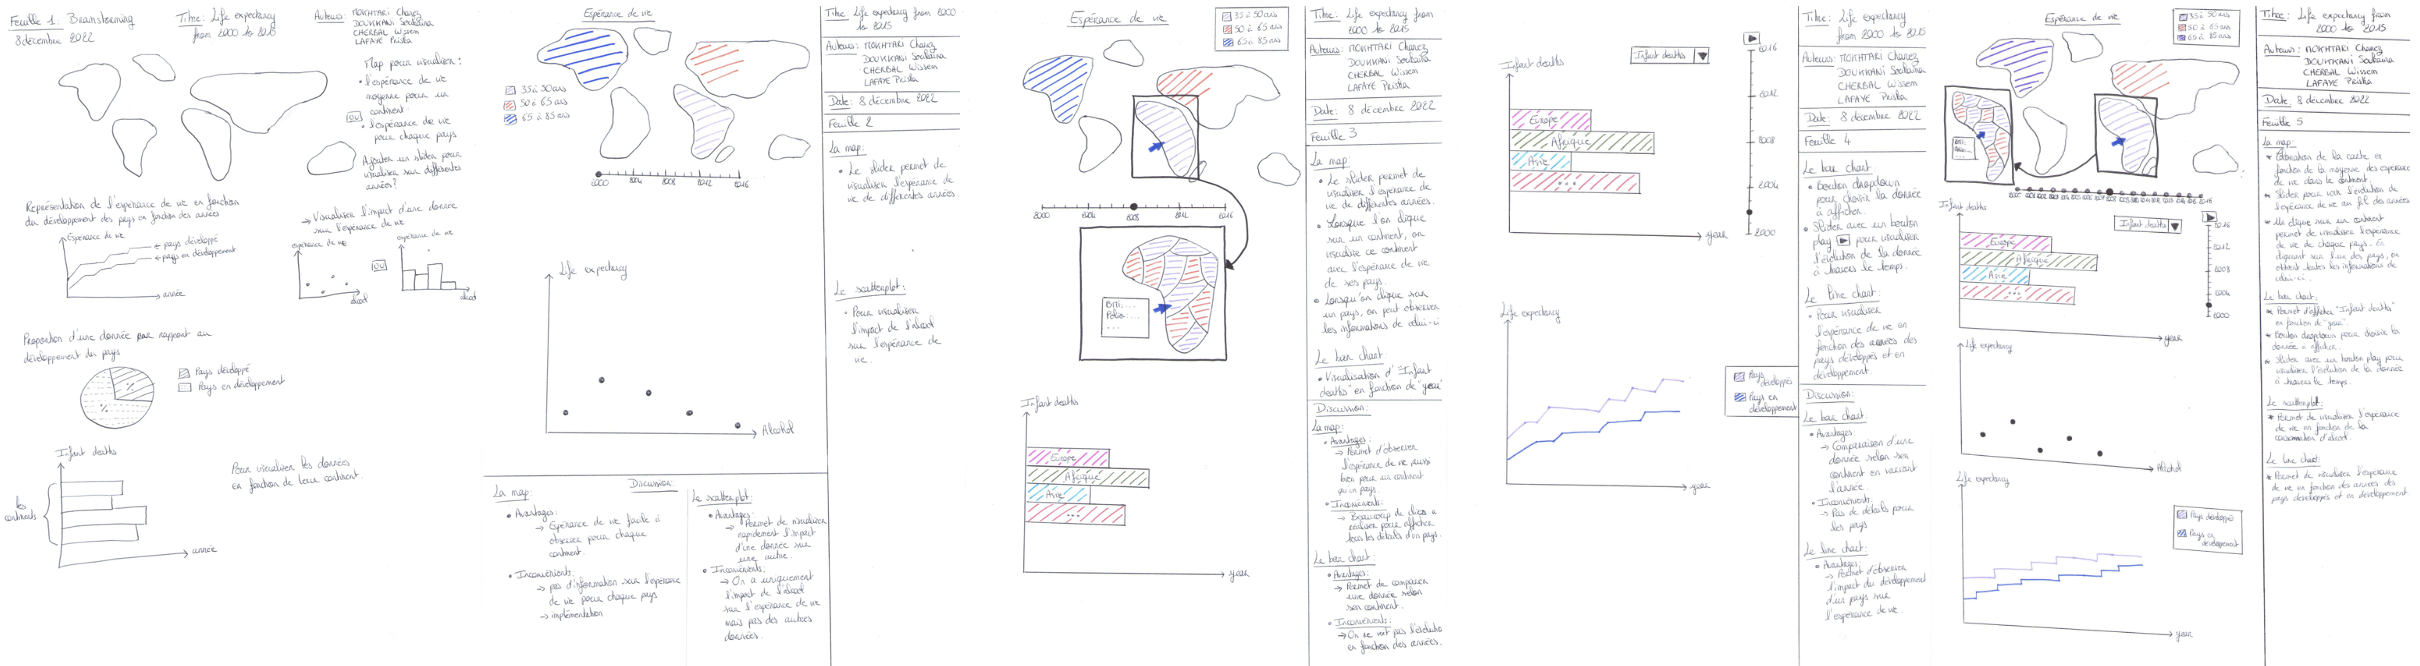 Feuille 1: Brainstorming
8 décembre 2022
Titre: Life expectancy
from 2000 to 2015
Auteurs: MOKHTARI Chanez
DOUKKANI Soulaina
CHERBAL Wissem
LAFAYE Priska
Map pour visualiser:
• l'espérance de vie
moyenne pour un
continent
OU
• l'espérance de vie
pour chaque pays
Ajouter un slider pour
visualiser sur différentes
années?
Représentation de l'espérance de vie en fonction
du développement des pays en fonction des années
Espérance de vie
← pays développé
← pays en développement
année
→ Visualiser l'impact d'une donnée
sur l'espérance de vie
espérance de vie
alcool
OU
espérance de vie
alcool
Proportion d'une donnée par rapport au
développement du pays
%
%
Pays développé
Pays en développement
Infant deaths
les
continents
année
Pour visualiser les données
en fonction de leur continent.
Espérance de vie
35 à 50 ans
50 à 65 ans
65 à 85 ans
2000 2004 2008 2012 2016
Life expectancy
Alcohol
Discussion:
La map:
• Avantages:
→ Espérance de vie facile à
observer pour chaque
continent.
• Inconvénients:
→ pas d'information sur l'espérance
de vie pour chaque pays
→ implémentation
Le scatterplot:
• Avantages:
→ Permet de visualiser
rapidement l'impact
d'une donnée sur
une autre.
• Inconvénients:
→ On a uniquement
l'impact de l'alcool
sur l'espérance de vie
mais pas des autres
données.
Titre: Life expectancy from 2000
to 2015
Auteurs: MOKHTARI Chanez
DOUKKANI Soulaina
CHERBAL Wissem
LAFAYE Priska
Date: 8 décembre 2022
Feuille 2
La map:
• Le slider permet de
visualiser l'espérance de
vie de différentes années.
Le scatterplot:
• Pour visualiser
l'impact de l'alcool
sur l'espérance de
vie.
Espérance de vie
35 à 50 ans
50 à 65 ans
65 à 85 ans
2000 2004 2008 2012 2016
BMI: ...
Polio: ...
...
Infant deaths
Europe
Afrique
Asie
...
year
Titre: Life expectancy from
2000 to 2015
Auteurs: MOKHTARI Chanez
DOUKKANI Soulaina
CHERBAL Wissem
LAFAYE Priska
Date: 8 décembre 2022
Feuille 3
La map:
• Le slider permet de
visualiser l'espérance de
vie de différentes années.
• Lorsque l'on clique
sur un continent, on
visualise ce continent
avec l'espérance de vie
de ses pays.
• Lorsqu'on clique sur
un pays, on peut observer
les informations de celui-ci
Le bar chart:
• Visualisation d'"Infant
deaths" en fonction de "year"
Discussion:
La map:
• Avantages:
→ Permet d'observer
l'espérance de vie aussi
bien pour un continent
qu'un pays.
• Inconvénients:
→ Beaucoup de clics à
réaliser pour afficher
tous les détails d'un pays.
Le bar chart:
• Avantages:
→ Permet de comparer
une donnée selon
son continent.
• Inconvénients:
→ On ne voit pas l'évolution
en fonction des années.
Infant deaths
Infant deaths ▼
Europe
Afrique
Asie
...
year
2016
2012
2008
2004
2000
Life expectancy
year
Pays
développés
Pays en
développement
Titre: Life expectancy
from 2000 to 2015
Auteurs: MOKHTARI Chanez
DOUKKANI Soulaina
CHERBAL Wissem
LAFAYE Priska
Date: 8 décembre 2022
Feuille 4
Le bar chart:
• Bouton dropdown
pour choisir la donnée
à afficher.
• Slider avec un bouton
play pour visualiser
l'évolution de la donnée
à travers le temps.
Le line chart:
• Pour visualiser
l'espérance de vie en
fonction des années des
pays développés et en
développement
Discussion:
Le bar chart:
• Avantages:
→ Comparaison d'une
donnée selon son
continent en variant
l'année.
• Inconvénients:
→ Pas de détails pour
les pays
Le line chart:
• Avantages:
→ Permet d'observer
l'impact du développement
d'un pays sur
l'espérance de vie.
Espérance de vie
35 à 50 ans
50 à 65 ans
65 à 85 ans
BMI:
Polio:
...
Infant deaths
Infant deaths ▼
Europe
Afrique
Asie
...
year
2016
2012
2008
2004
2000
Life expectancy
Alcohol
Life expectancy
year
Pays développé
Pays en
développement
Titre: Life expectancy from
2000 to 2015
Auteurs: MOKHTARI Chanez
DOUKKANI Soulaina
CHERBAL Wissem
LAFAYE Priska
Date: 8 décembre 2022
Feuille 5
La map:
* Coloration de la carte en
fonction de la moyenne des espérances
de vie dans le continent.
* Slider pour voir l'évolution de
l'espérance de vie au fil des années
* Un clique sur un continent
permet de visualiser l'espérance
de vie de chaque pays. En
cliquant sur l'un des pays, on
obtient toutes les informations de
celui-ci.
Le bar chart:
* Permet d'afficher "Infant deaths"
en fonction de "year".
* Bouton dropdown pour choisir la
donnée à afficher.
* Slider avec un bouton play pour
visualiser l'évolution de la donnée
à travers le temps.
Le scatterplot:
* Permet de visualiser l'espérance
de vie en fonction de la
consommation d'alcool.
Le line chart:
* Permet de visualiser l'espérance
de vie en fonction des années des
pays développés et en développement.